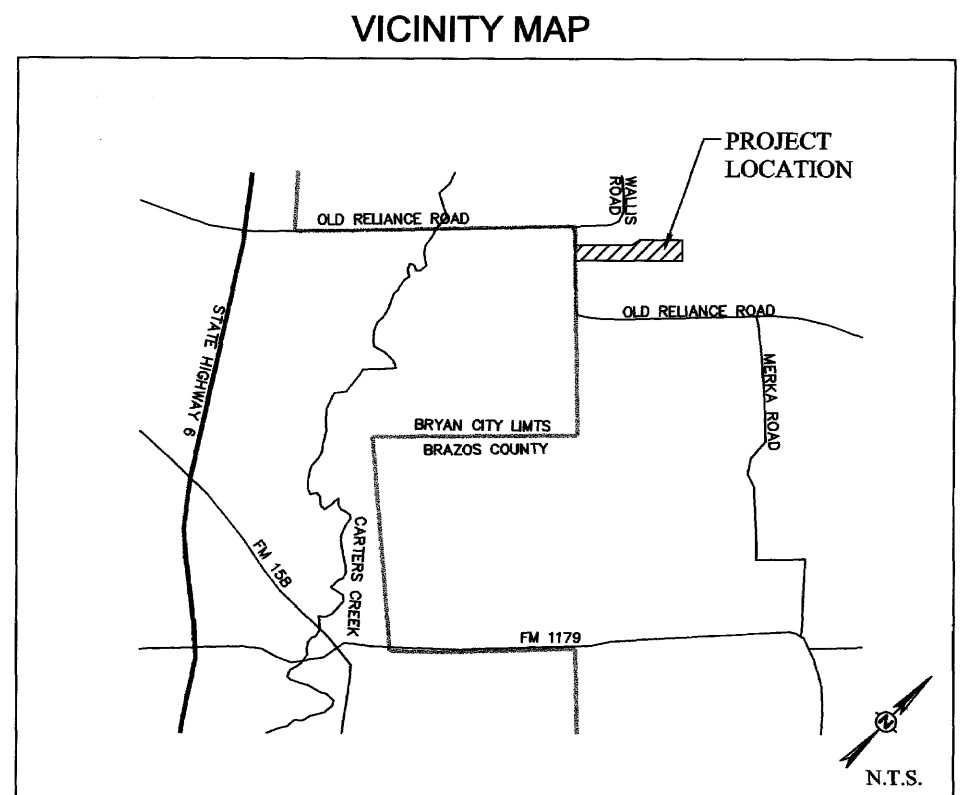 VICINITY MAP
PROJECT
LOCATION
WALLIS
ROAD
OLD RELIANCE ROAD
OLD RELIANCE ROAD
STATE HIGHWAY 6
MERKA ROAD
BRYAN CITY LIMTS
BRAZOS COUNTY
CARTERS CREEK
FM 158
FM 1179
N
N.T.S.